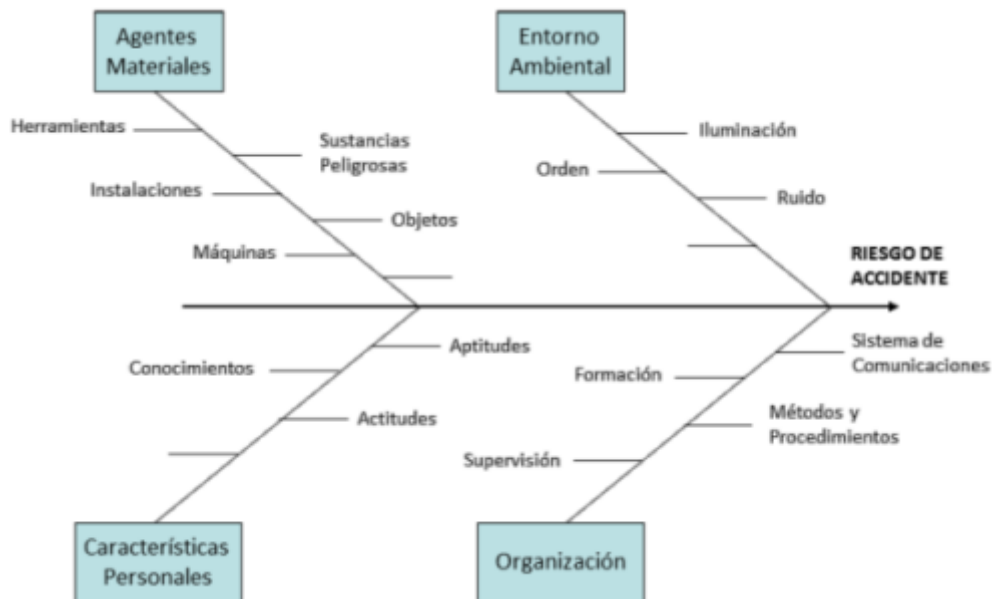 Agentes
Materiales
Entorno
Ambiental
Herramientas
Sustancias
Peligrosas
Instalaciones
Objetos
Máquinas
Iluminación
Orden
Ruido
RIESGO DE
ACCIDENTE
Aptitudes
Conocimientos
Actitudes
Sistema de
Comunicaciones
Formación
Métodos y
Procedimientos
Supervisión
Características
Personales
Organización